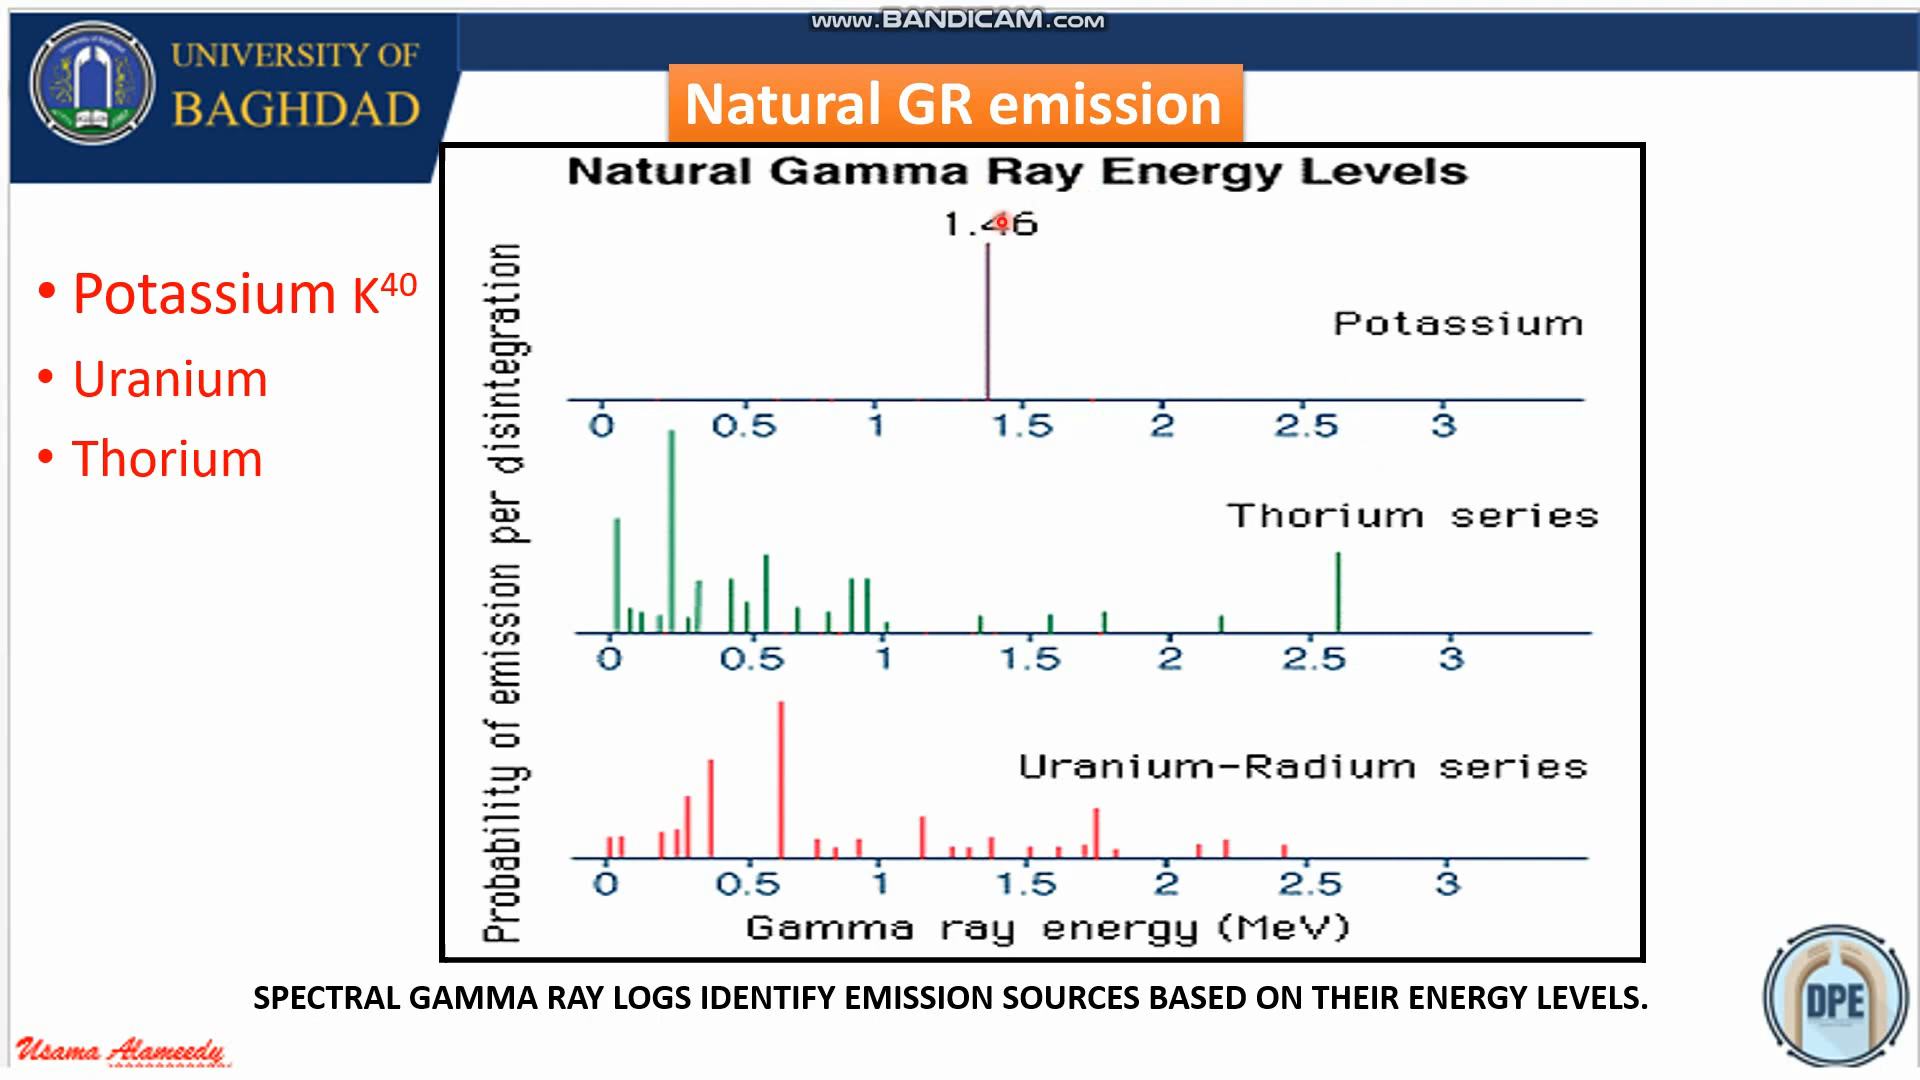 www.BANDICAM.com
UNIVERSITY OF
BAGHDAD
Natural GR emission
• Potassium K⁴⁰
• Uranium
• Thorium
Natural Gamma Ray Energy Levels
1.46
Probability of emission per disintegration
Potassium
0 0.5 1 1.5 2 2.5 3
Thorium series
0 0.5 1 1.5 2 2.5 3
Uranium-Radium series
0 0.5 1 1.5 2 2.5 3
Gamma ray energy (MeV)
SPECTRAL GAMMA RAY LOGS IDENTIFY EMISSION SOURCES BASED ON THEIR ENERGY LEVELS.
Usama Alameedy
DPE